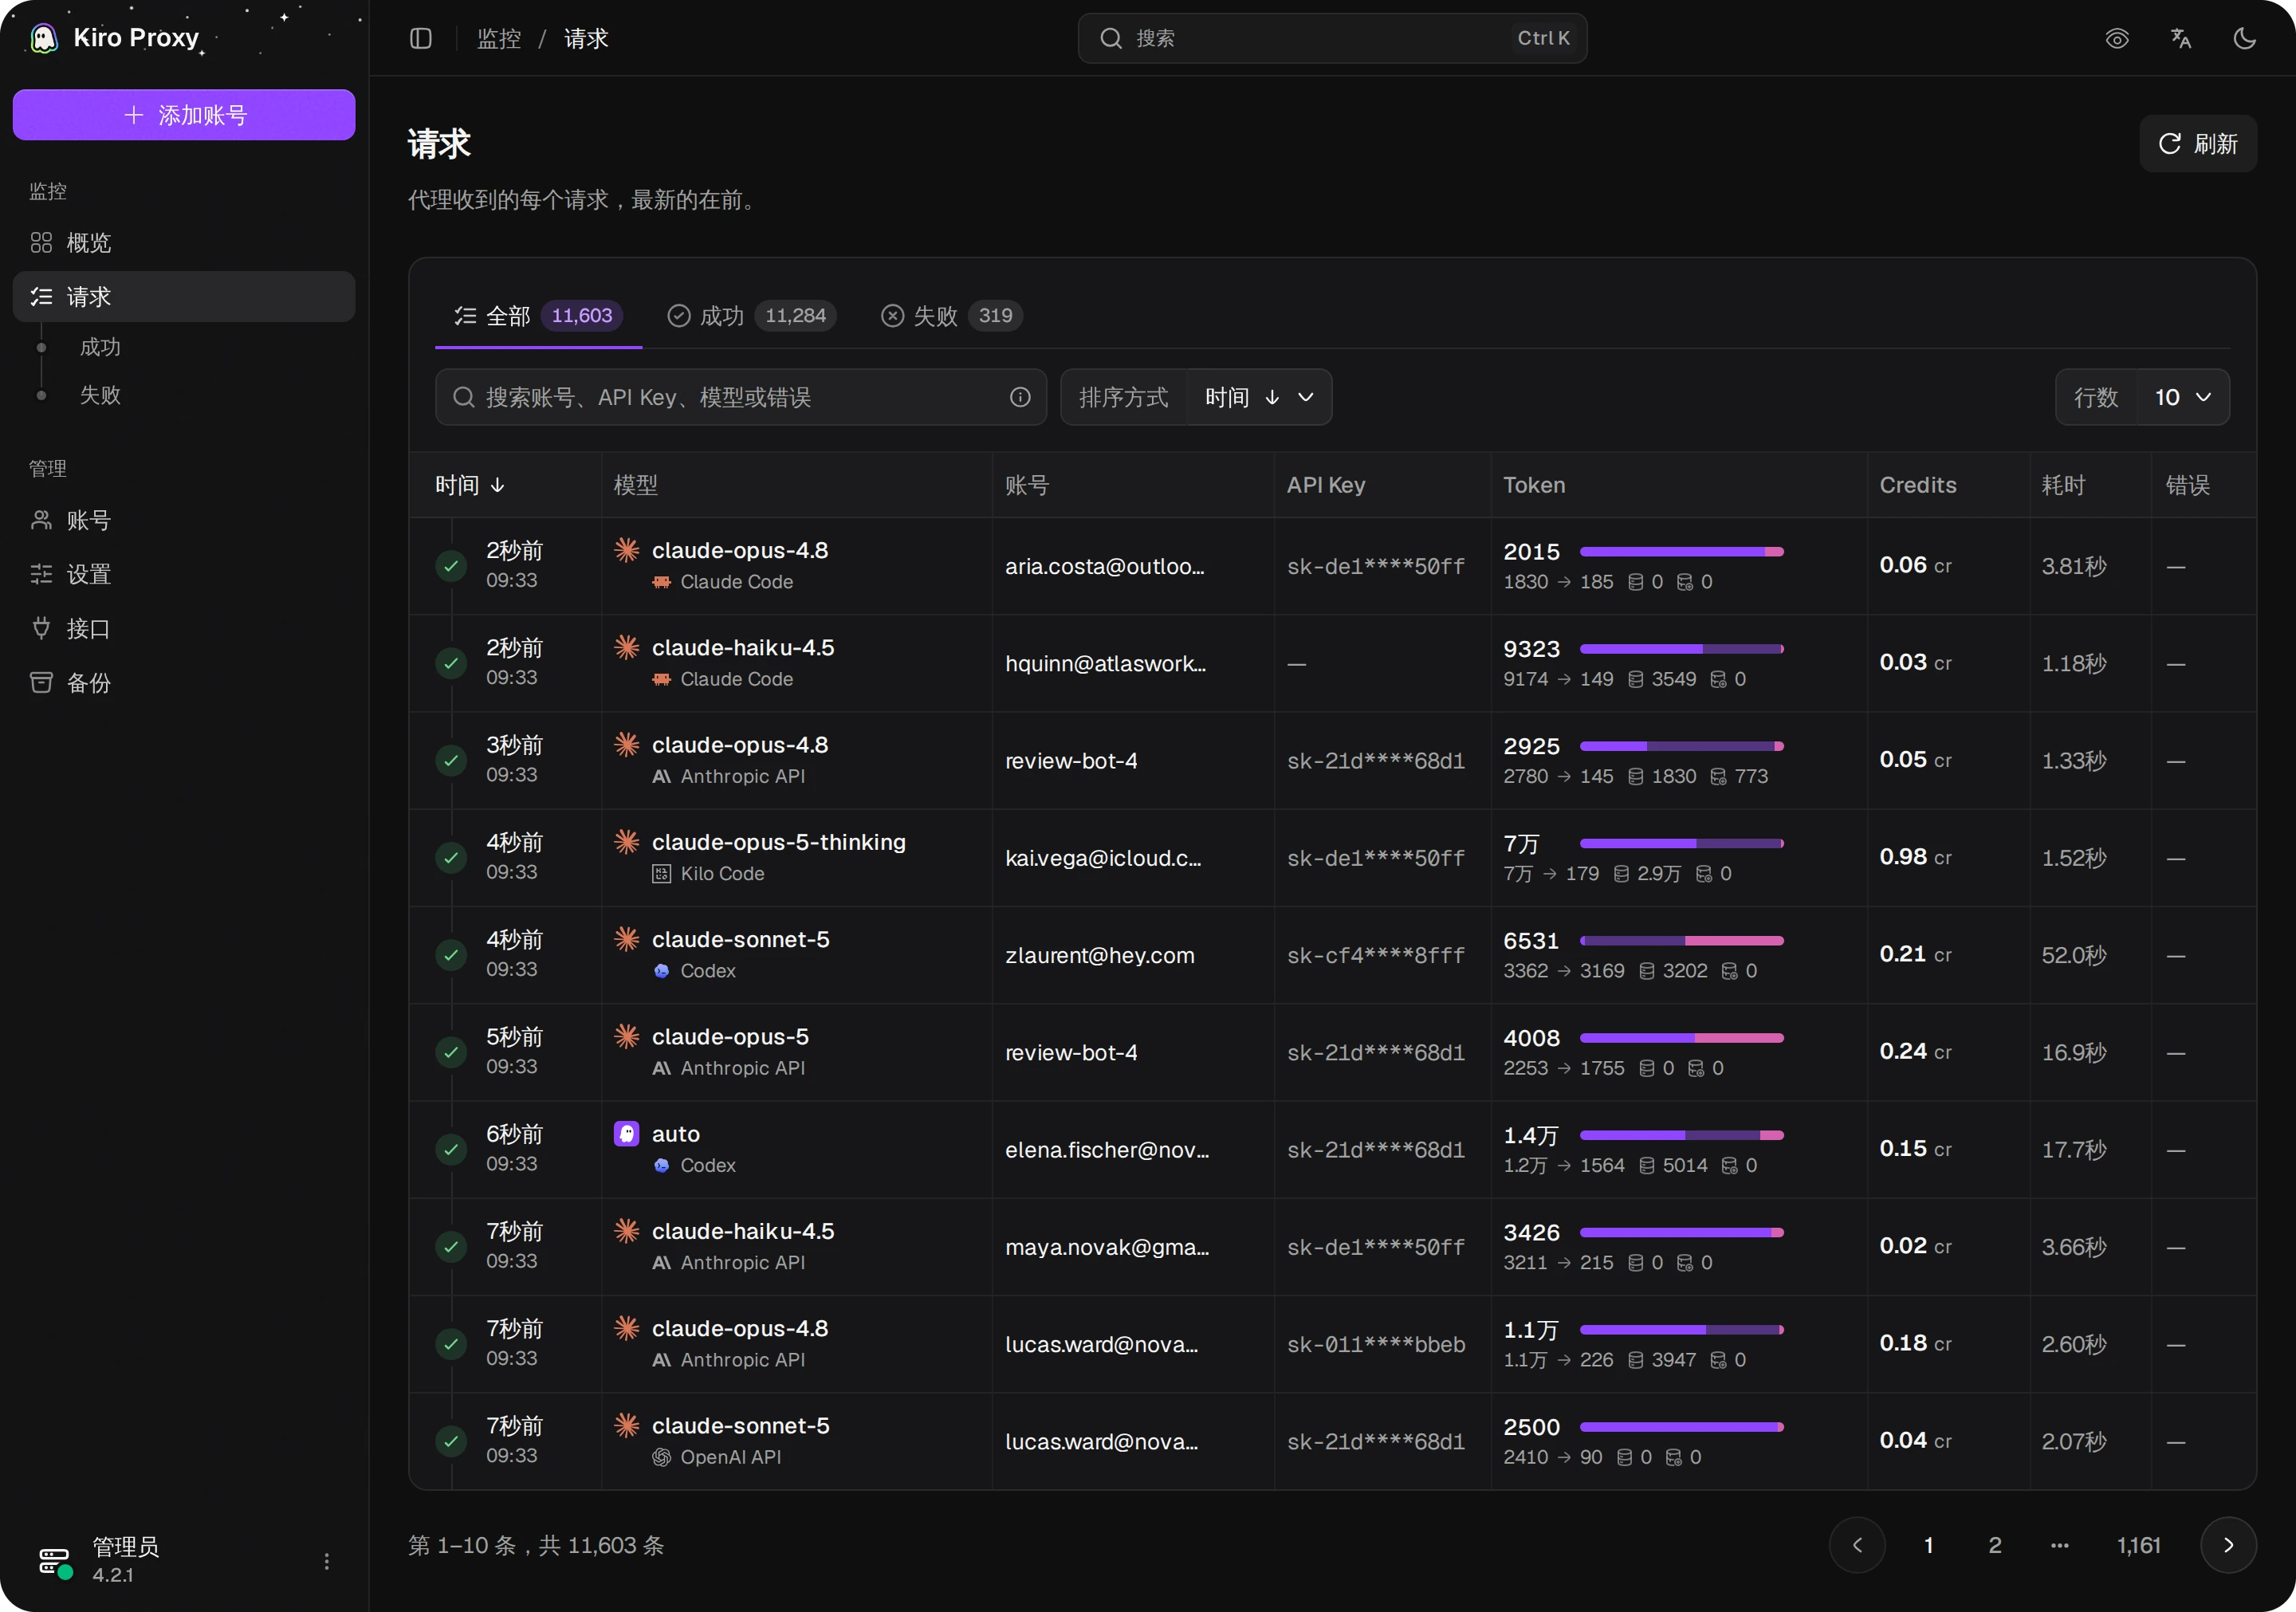 Kiro Proxy
监控 / 请求
搜索
Ctrl K
添加账号
监控
概览
请求
成功
失败
管理
账号
设置
接口
备份
管理员
4.2.1
请求
刷新
代理收到的每个请求，最新的在前。
全部 11,603 成功 11,284 失败 319
搜索账号、API Key、模型或错误
排序方式 时间
行数 10
时间 模型 账号 API Key Token Credits 耗时 错误
2秒前 claude-opus-4.8 aria.costa@outloo... sk-de1****50ff 2015 0.06 cr 3.81秒 —
09:33 Claude Code 1830 → 185 0 0
2秒前 claude-haiku-4.5 hquinn@atlaswork... — 9323 0.03 cr 1.18秒 —
09:33 Claude Code 9174 → 149 3549 0
3秒前 claude-opus-4.8 review-bot-4 sk-21d****68d1 2925 0.05 cr 1.33秒 —
09:33 Anthropic API 2780 → 145 1830 773
4秒前 claude-opus-5-thinking kai.vega@icloud.c... sk-de1****50ff 7万 0.98 cr 1.52秒 —
09:33 Kilo Code 7万 → 179 2.9万 0
4秒前 claude-sonnet-5 zlaurent@hey.com sk-cf4****8fff 6531 0.21 cr 52.0秒 —
09:33 Codex 3362 → 3169 3202 0
5秒前 claude-opus-5 review-bot-4 sk-21d****68d1 4008 0.24 cr 16.9秒 —
09:33 Anthropic API 2253 → 1755 0 0
6秒前 auto elena.fischer@nov... sk-21d****68d1 1.4万 0.15 cr 17.7秒 —
09:33 Codex 1.2万 → 1564 5014 0
7秒前 claude-haiku-4.5 maya.novak@gma... sk-de1****50ff 3426 0.02 cr 3.66秒 —
09:33 Anthropic API 3211 → 215 0 0
7秒前 claude-opus-4.8 lucas.ward@nova... sk-011****bbeb 1.1万 0.18 cr 2.60秒 —
09:33 Anthropic API 1.1万 → 226 3947 0
7秒前 claude-sonnet-5 lucas.ward@nova... sk-21d****68d1 2500 0.04 cr 2.07秒 —
09:33 OpenAI API 2410 → 90 0 0
第 1–10 条，共 11,603 条
1 2 ••• 1,161